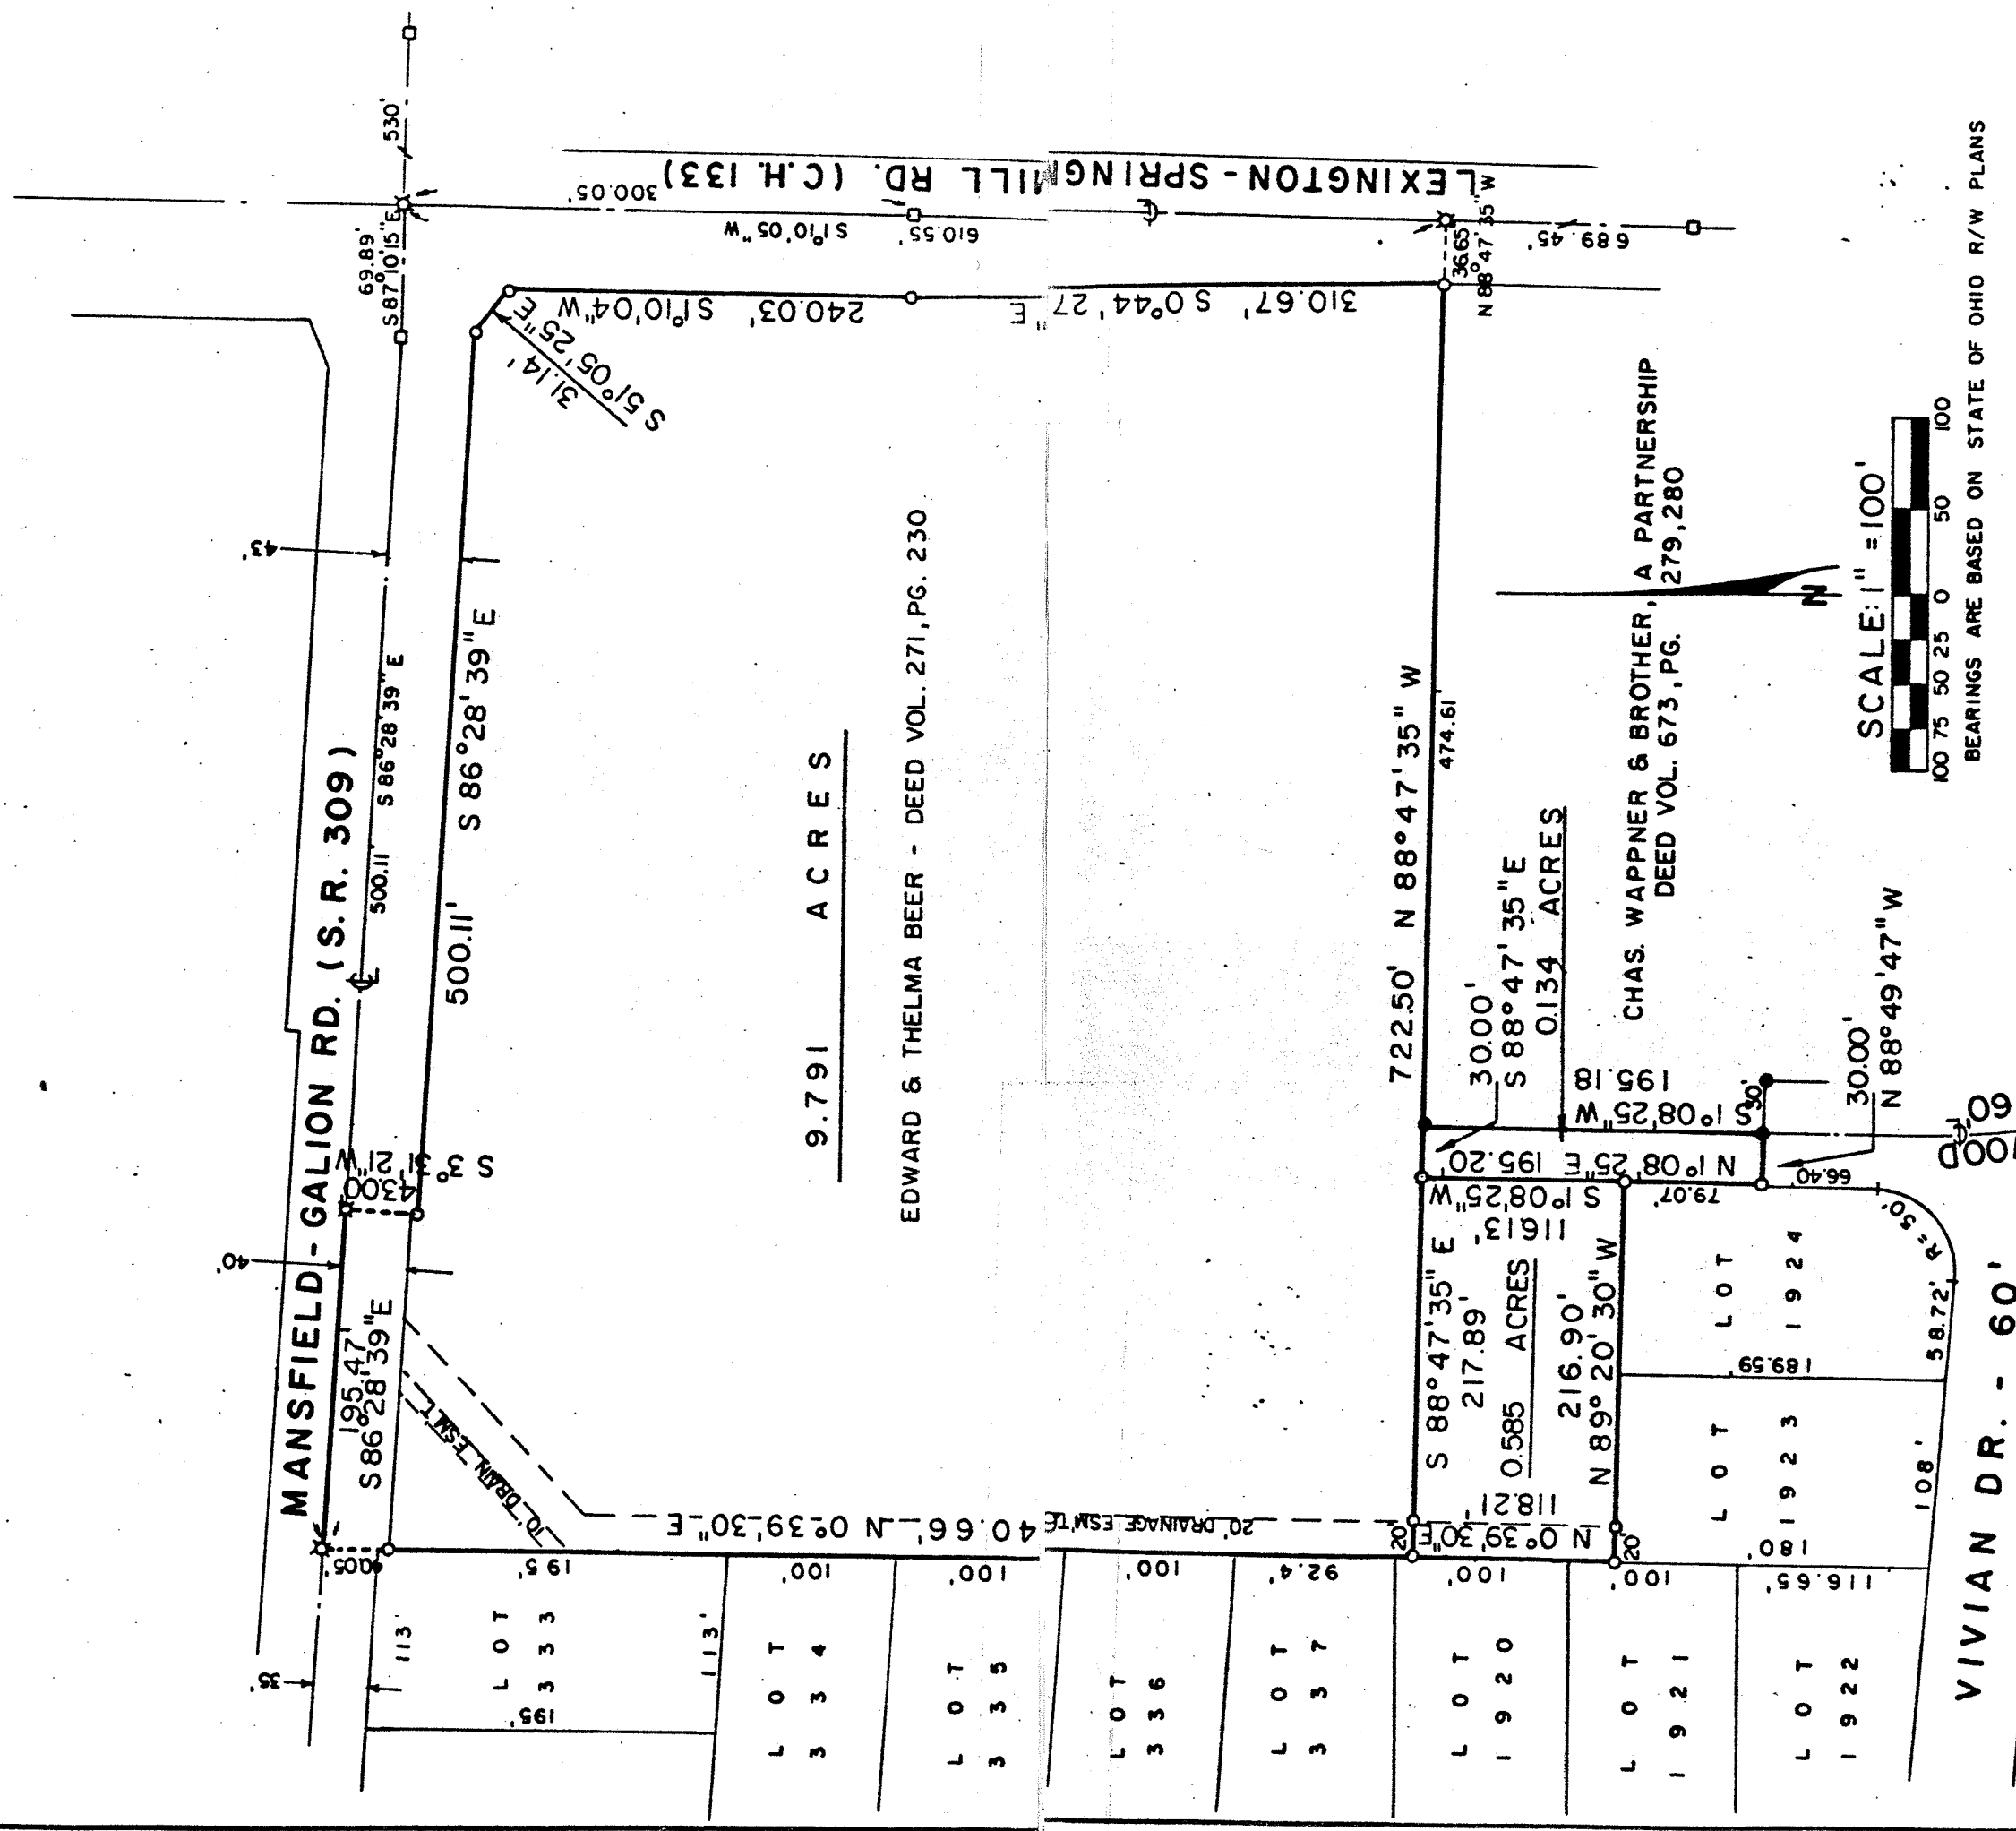 MANSFIELD-GALION RD. (S.R. 309)
LEXINGTON-SPRINGMILL RD. (C.H. 133)
530'
69.89'
S 87°10'15" E
300.05'
610.55' S 1°10'05" W
689.45'
36.65
N 88°47'35" W
43'
500.11' S 86°28'39" E
500.11' S 86°28'39" E
31.14'
S 51°05'25" E
240.03' S 1°10'04" W
310.67' S 0°44'27" E
S 3°31'21" W
43.00'
40'
195.47'
S 86°28'39" E
35'
10' DRAIN. ESM'T.
40.66' N 0°39'30" E
20' DRAINAGE ESM'T.
9.791 ACRES
EDWARD & THELMA BEER - DEED VOL. 271, PG. 230
722.50' N 88°47'35" W
474.61
30.00'
S 88°47'35" E
0.134 ACRES
S 1°08'25" W
195.18
N 1°08'25" E 195.20'
S 1°08'25" W
116.13'
79.07'
66.40'
30'
30.00'
N 88°49'47" W
S 88°47'35" E
217.89'
0.585 ACRES
216.90'
N 89°20'30" W
118.21'
N 0°39'30" E
20'
20'
CHAS. WAPPNER & BROTHER, A PARTNERSHIP
DEED VOL. 673, PG. 279, 280
N
SCALE: 1" = 100'
100 75 50 25 0 50 100
BEARINGS ARE BASED ON STATE OF OHIO R/W PLANS
113'
LOT
333
195'
195'
113'
LOT
334
100'
LOT
335
100'
LOT
336
100'
LOT
337
92.4'
LOT
1920
100'
LOT
1921
100'
LOT
1922
116.65'
180'
LOT
1923
108'
189.59'
LOT
1924
58.72' R=50'
60'
VIVIAN DR. - 60'